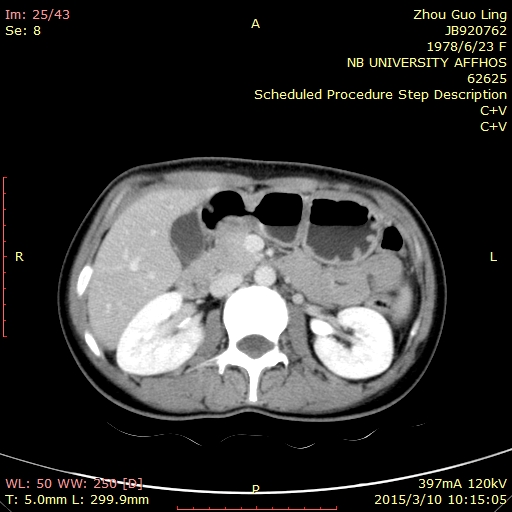 Im: 25/43
Se: 8
A
Zhou Guo Ling
JB920762
1978/6/23 F
NB UNIVERSITY AFFHOS
62625
Scheduled Procedure Step Description
C+V
C+V
R
L
WL: 50 WW: 250 [D]
T: 5.0mm L: 299.9mm
P
397mA 120kV
2015/3/10 10:15:05